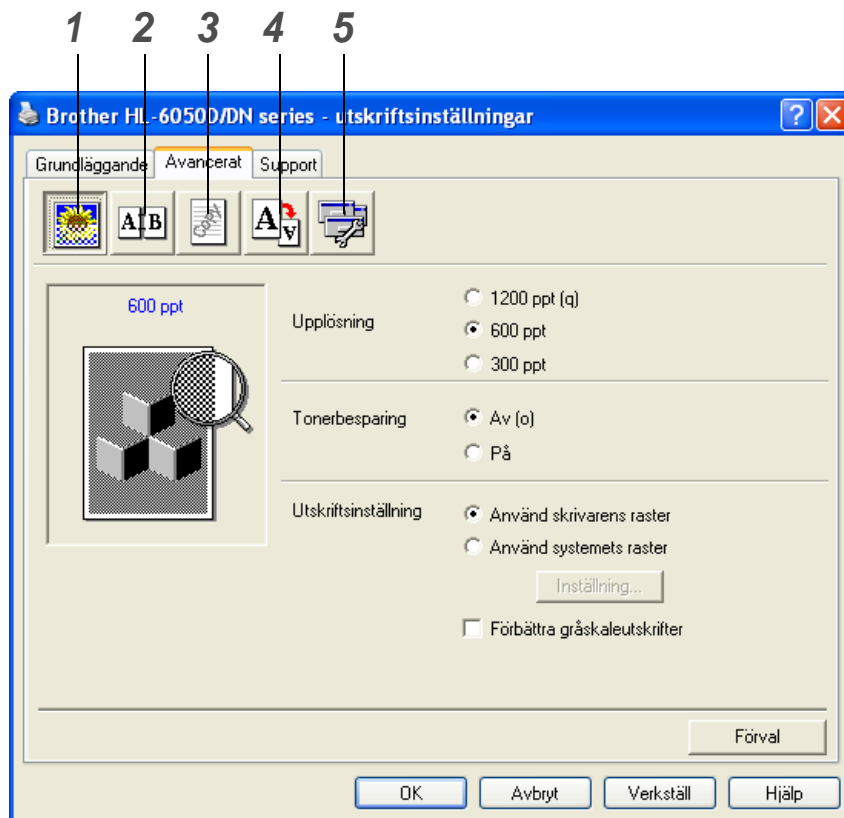 1 2 3 4 5
Brother HL-6050D/DN series - utskriftsinställningar
Grundläggande Avancerat Support
A B COPY A A
600 ppt
Upplösning
1200 ppt (q)
600 ppt
300 ppt
Tonerbesparing
Av (o)
På
Utskriftsinställning
Använd skrivarens raster
Använd systemets raster
Inställning...
Förbättra gråskaleutskrifter
Förval
OK Avbryt Verkställ Hjälp